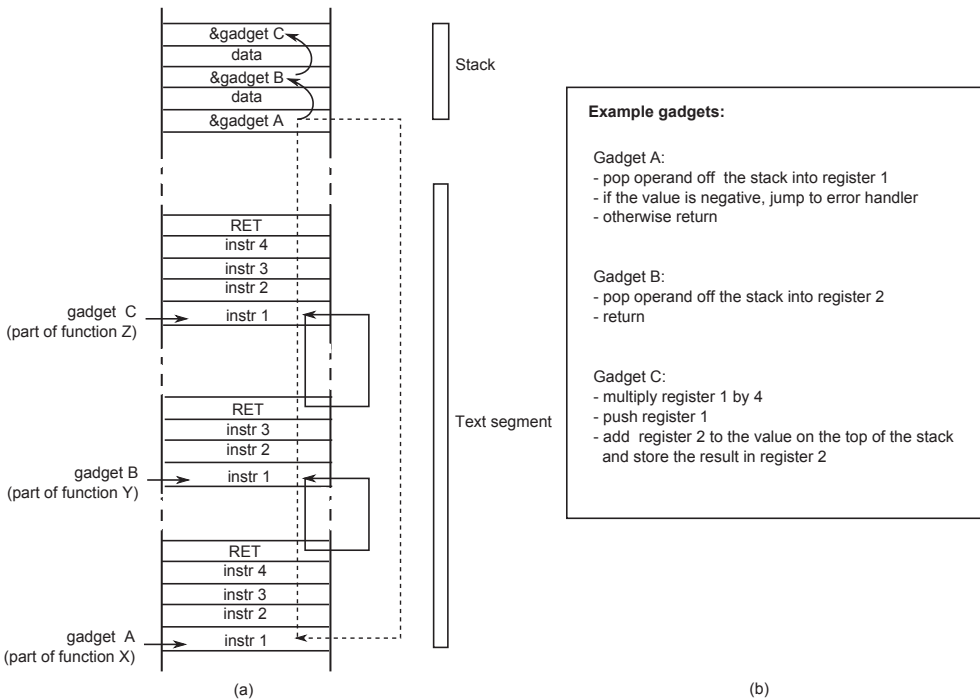 &gadget C
data
&gadget B
data
&gadget A
Stack
RET
instr 4
instr 3
instr 2
instr 1
gadget C
(part of function Z)
RET
instr 3
instr 2
instr 1
gadget B
(part of function Y)
Text segment
RET
instr 4
instr 3
instr 2
instr 1
gadget A
(part of function X)
(a)
Example gadgets:
Gadget A:
- pop operand off the stack into register 1
- if the value is negative, jump to error handler
- otherwise return
Gadget B:
- pop operand off the stack into register 2
- return
Gadget C:
- multiply register 1 by 4
- push register 1
- add register 2 to the value on the top of the stack
and store the result in register 2
(b)